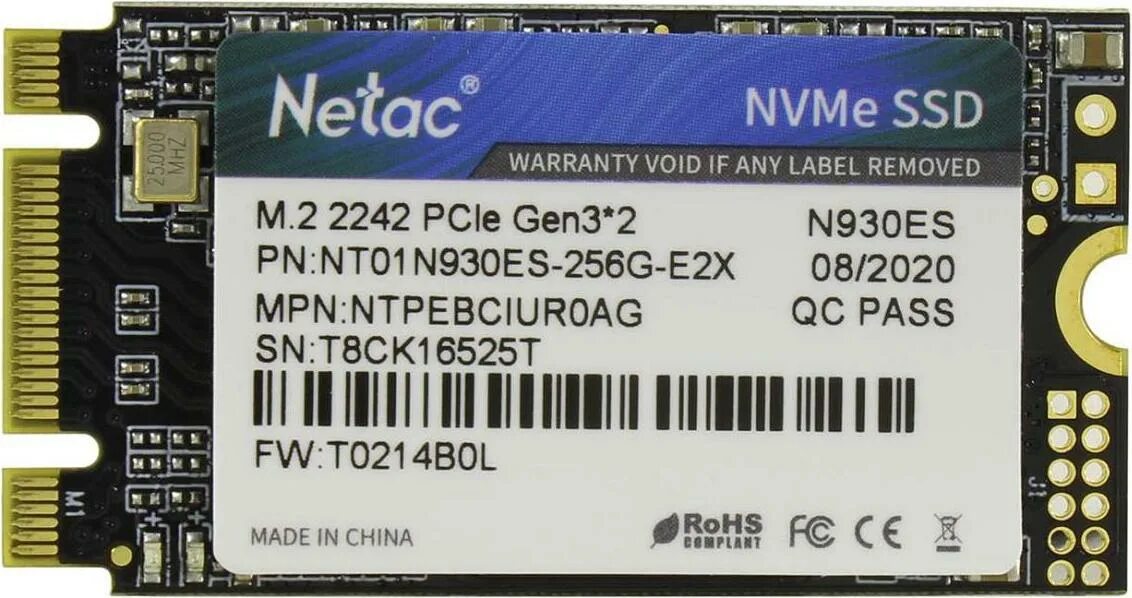 Netac®
NVMe SSD
WARRANTY VOID IF ANY LABEL REMOVED
25.000
MHZ
M.2 2242 PCIe Gen3*2
N930ES
PN:NT01N930ES-256G-E2X
08/2020
MPN:NTPEBCIUR0AG
QC PASS
SN:T8CK16525T
FW:T0214B0L
MADE IN CHINA
RoHS
COMPLIANT
FC CE
M1
J1